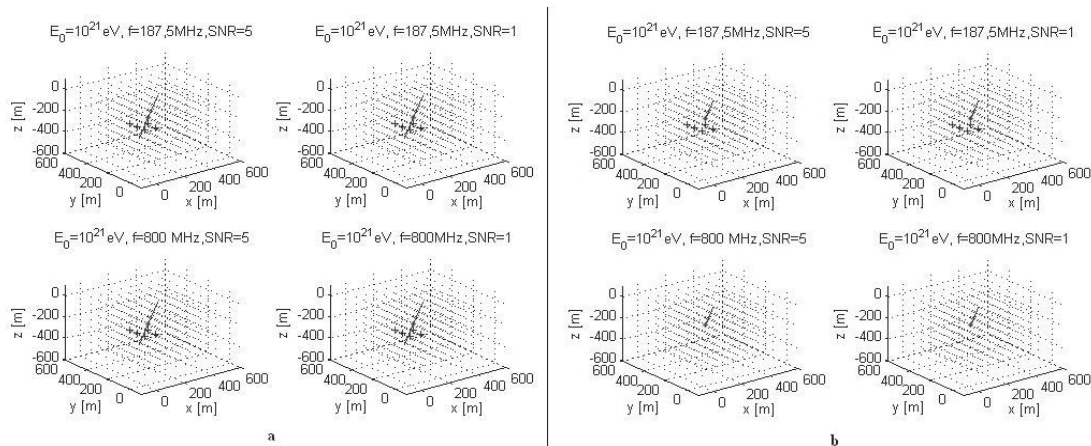 E0=10^21 eV, f=187,5MHz,SNR=5
z [m]
0
-200
-400
-600
600
400
200
0
y [m]
0
200
400
600
x [m]
E0=10^21 eV, f=187,5MHz,SNR=1
z [m]
0
-200
-400
-600
600
400
200
0
y [m]
0
200
400
600
x [m]
E0=10^21 eV, f=800 MHz,SNR=5
z [m]
0
-200
-400
-600
600
400
200
0
y [m]
0
200
400
600
x [m]
E0=10^21 eV, f=800MHz,SNR=1
z [m]
0
-200
-400
-600
600
400
200
0
y [m]
0
200
400
600
x [m]
a
E0=10^21 eV, f=187,5MHz,SNR=5
z [m]
0
-200
-400
-600
600
400
200
0
y [m]
0
200
400
600
x [m]
E0=10^21 eV, f=187,5MHz,SNR=1
z [m]
0
-200
-400
-600
600
400
200
0
y [m]
0
200
400
600
x [m]
E0=10^21 eV, f=800 MHz,SNR=5
z [m]
0
-200
-400
-600
600
400
200
0
y [m]
0
200
400
600
x [m]
E0=10^21 eV, f=800MHz,SNR=1
z [m]
0
-200
-400
-600
600
400
200
0
y [m]
0
200
400
600
x [m]
b